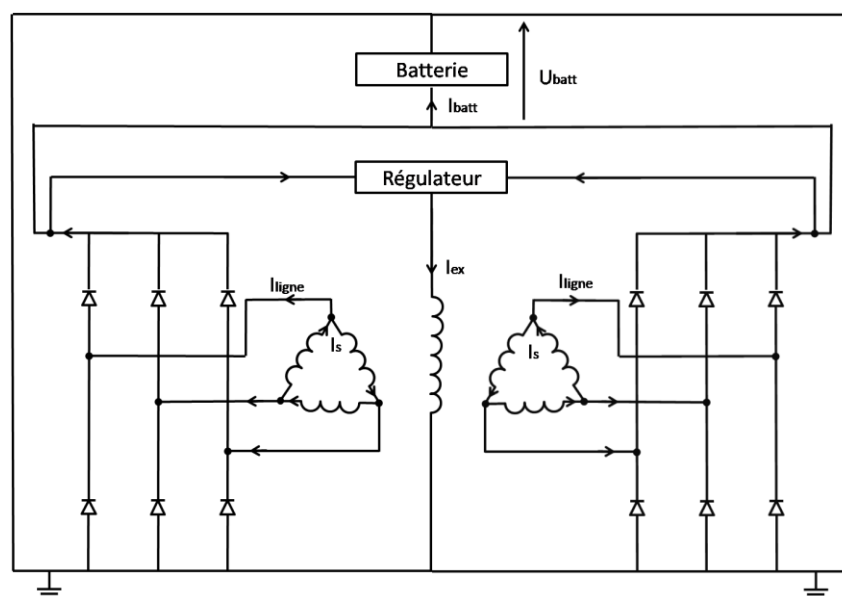 Batterie
Ubatt
Ibatt
Régulateur
Iligne
Iex
Iligne
Is
Is